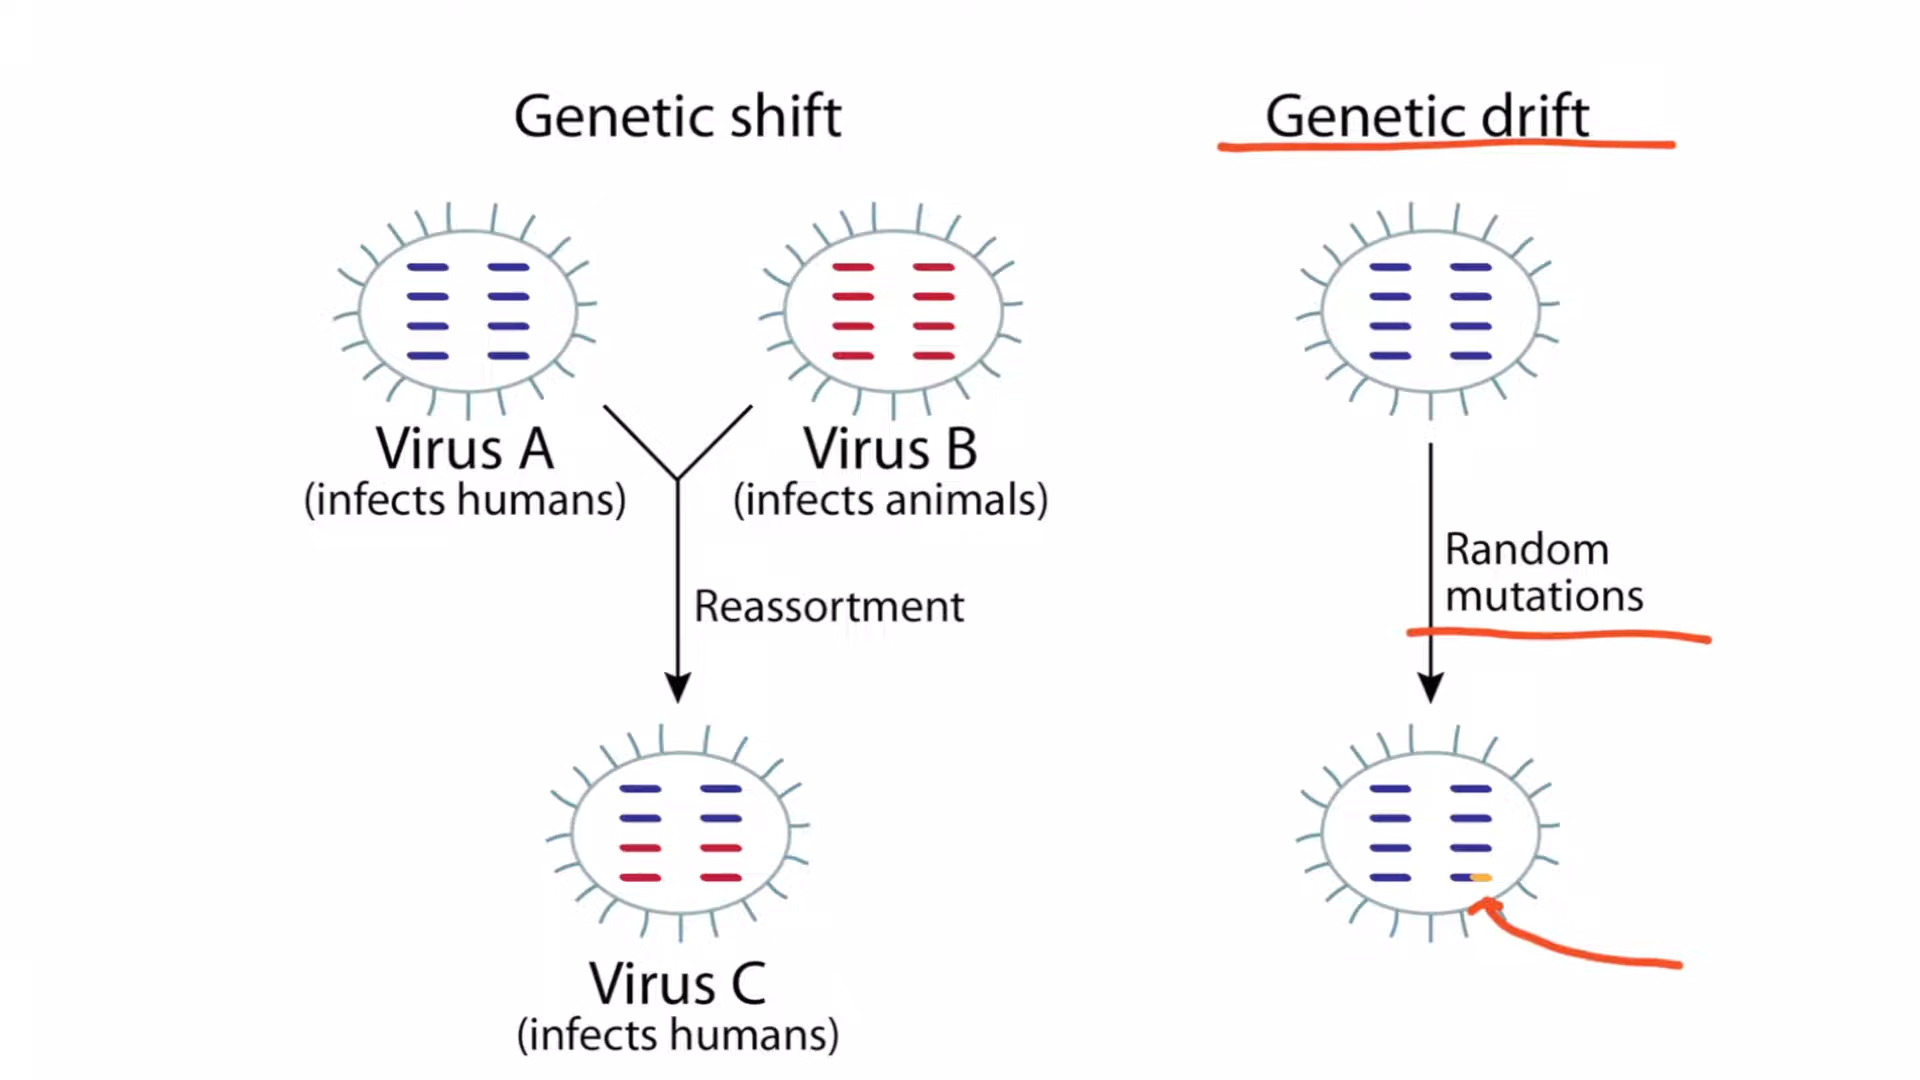 Genetic shift
Genetic drift
Virus A
(infects humans)
Virus B
(infects animals)
Reassortment
Random
mutations
Virus C
(infects humans)